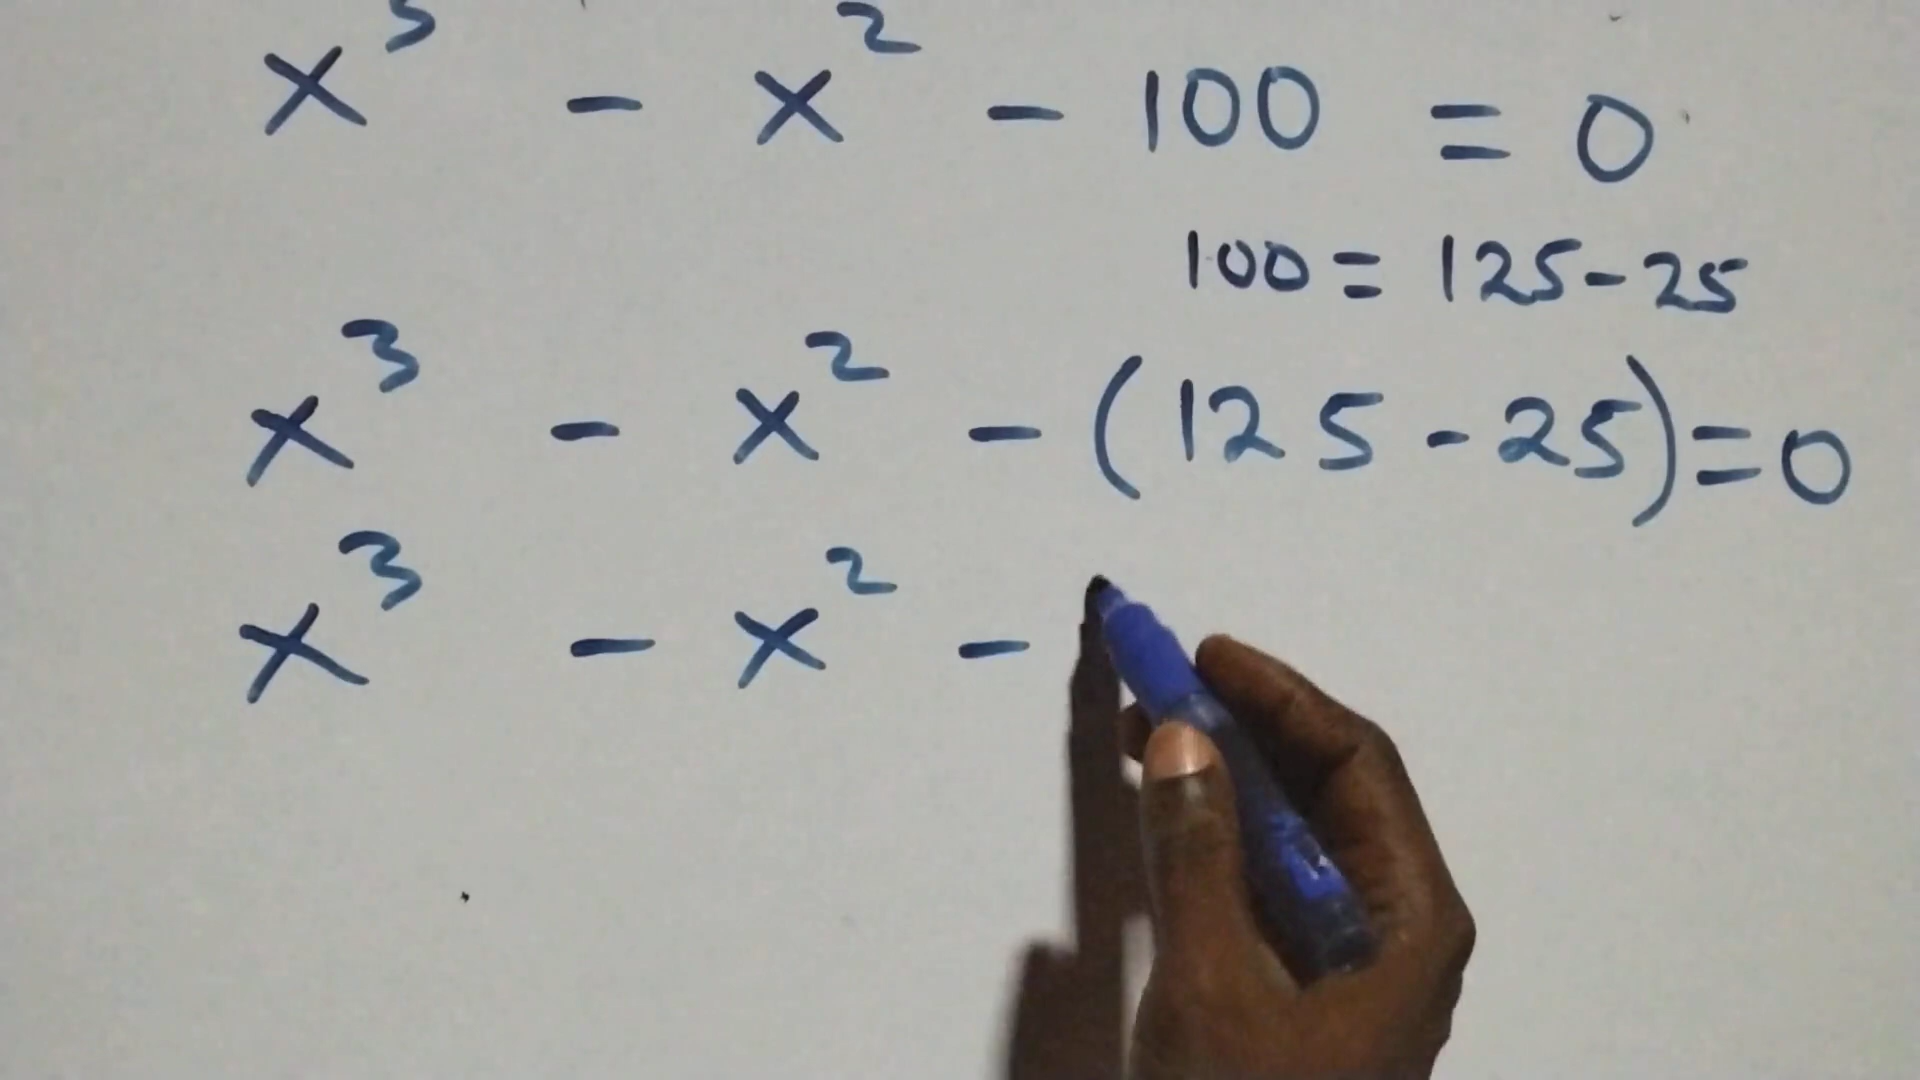 x³ - x² - 100 = 0
100 = 125 - 25
x³ - x² - (125 - 25) = 0
x³ - x² -